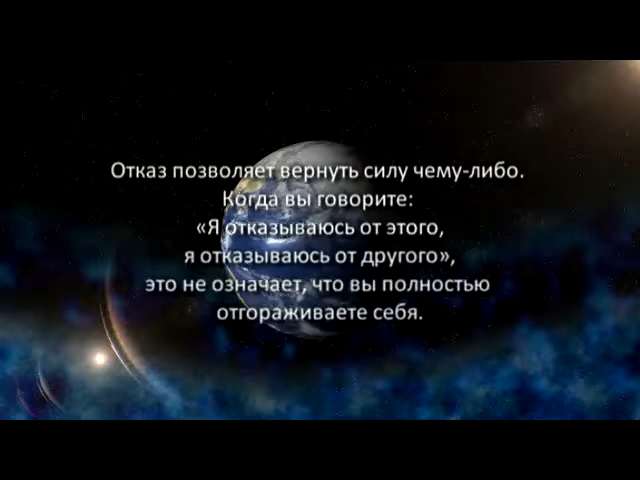 Отказ позволяет вернуть силу чему-либо.
Когда вы говорите:
«Я отказываюсь от этого,
я отказываюсь от другого»,
это не означает, что вы полностью
отгораживаете себя.